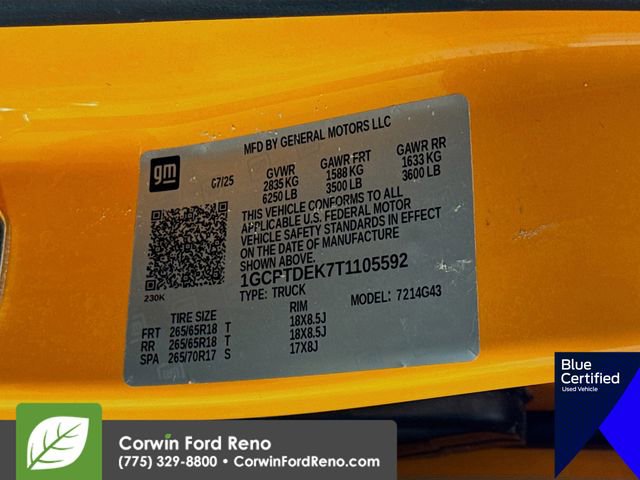 MFD BY GENERAL MOTORS LLC
gm
07/25
GVWR GAWR FRT GAWR RR
2835 KG 1588 KG 1633 KG
6250 LB 3500 LB 3600 LB
THIS VEHICLE CONFORMS TO ALL
APPLICABLE U.S. FEDERAL MOTOR
VEHICLE SAFETY STANDARDS IN EFFECT
ON THE DATE OF MANUFACTURE
SHOWN ABOVE.
1GCPTDEK7T1105592
TYPE: TRUCK MODEL: 7214G43
230K
TIRE SIZE RIM
FRT 265/65R18 T 18X8.5J
RR 265/65R18 T 18X8.5J
SPA 265/70R17 S 17X8J
Blue
Certified
Used Vehicle
Corwin Ford Reno
(775) 329-8800 • CorwinFordReno.com